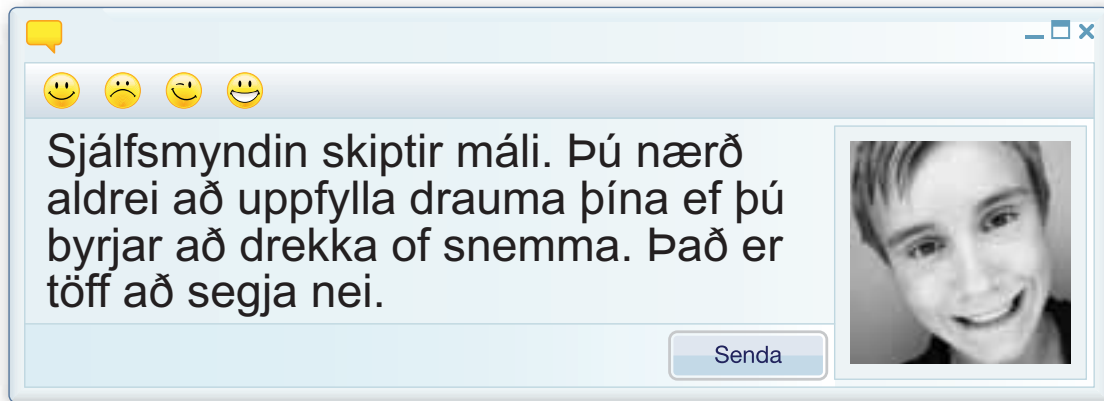 Sjálfsmyndin skiptir máli. Þú nærð
aldrei að uppfylla drauma þína ef þú
byrjar að drekka of snemma. Það er
töff að segja nei.
Senda